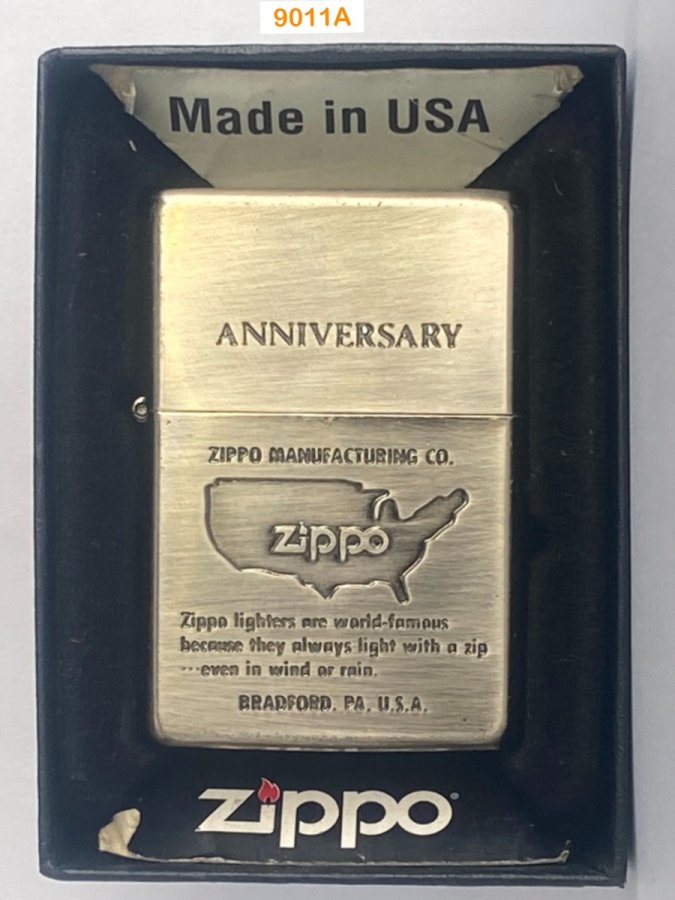 9011A
Made in USA
ANNIVERSARY
ZIPPO MANUFACTURING CO.
zippo
Zippo lighters are world-famous
because they always light with a zip
...even in wind or rain.
BRADFORD. PA. U.S.A.
zippo®